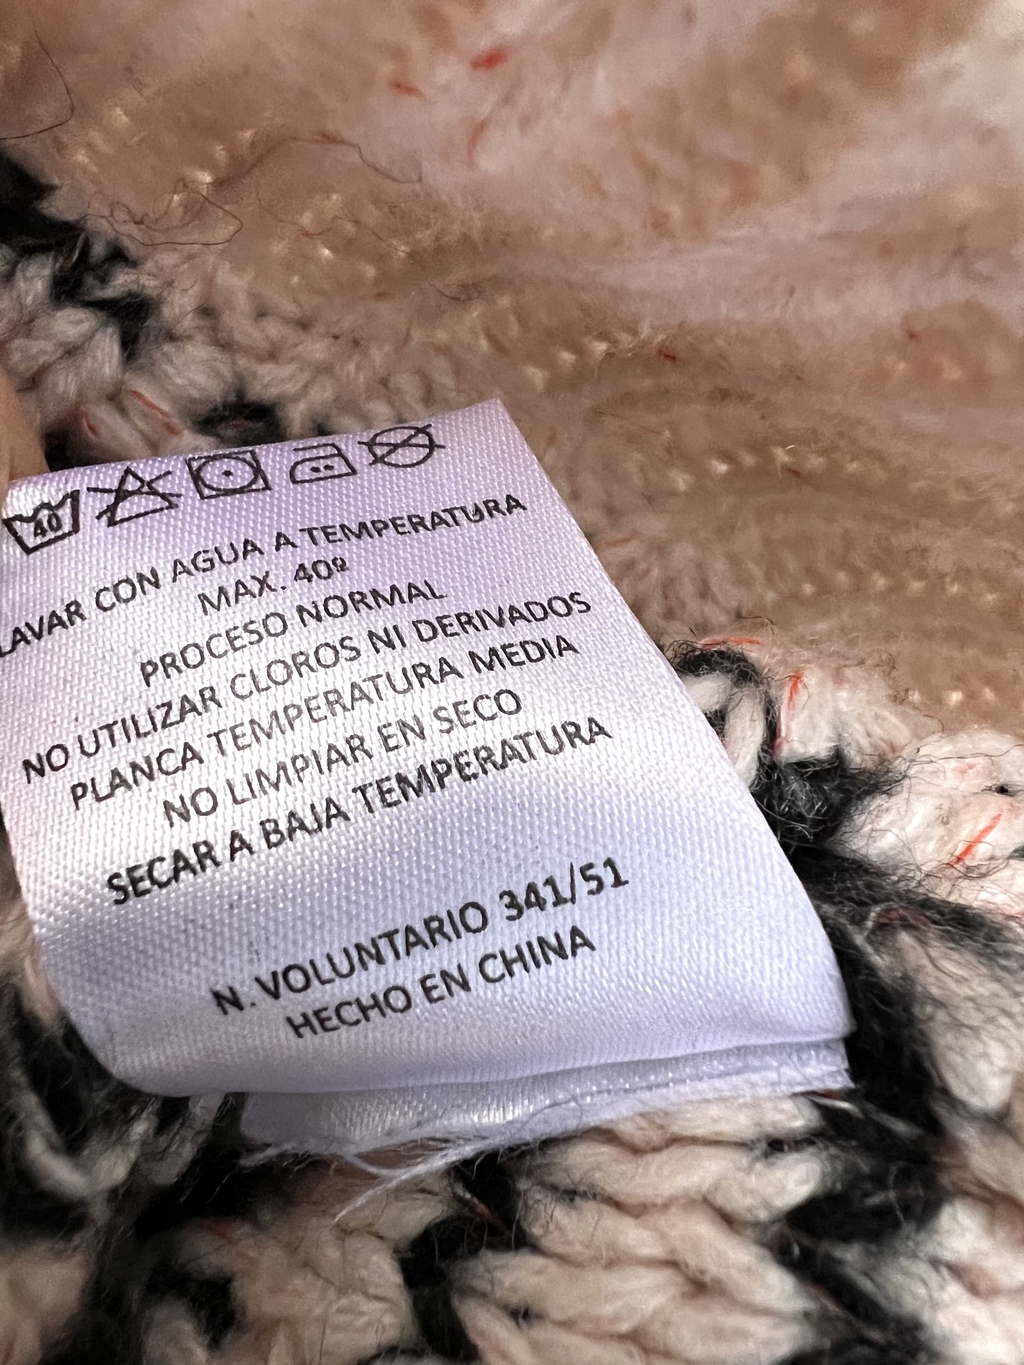 40
LAVAR CON AGUA A TEMPERATURA
MAX. 40º
PROCESO NORMAL
NO UTILIZAR CLOROS NI DERIVADOS
PLANCA TEMPERATURA MEDIA
NO LIMPIAR EN SECO
SECAR A BAJA TEMPERATURA
N. VOLUNTARIO 341/51
HECHO EN CHINA